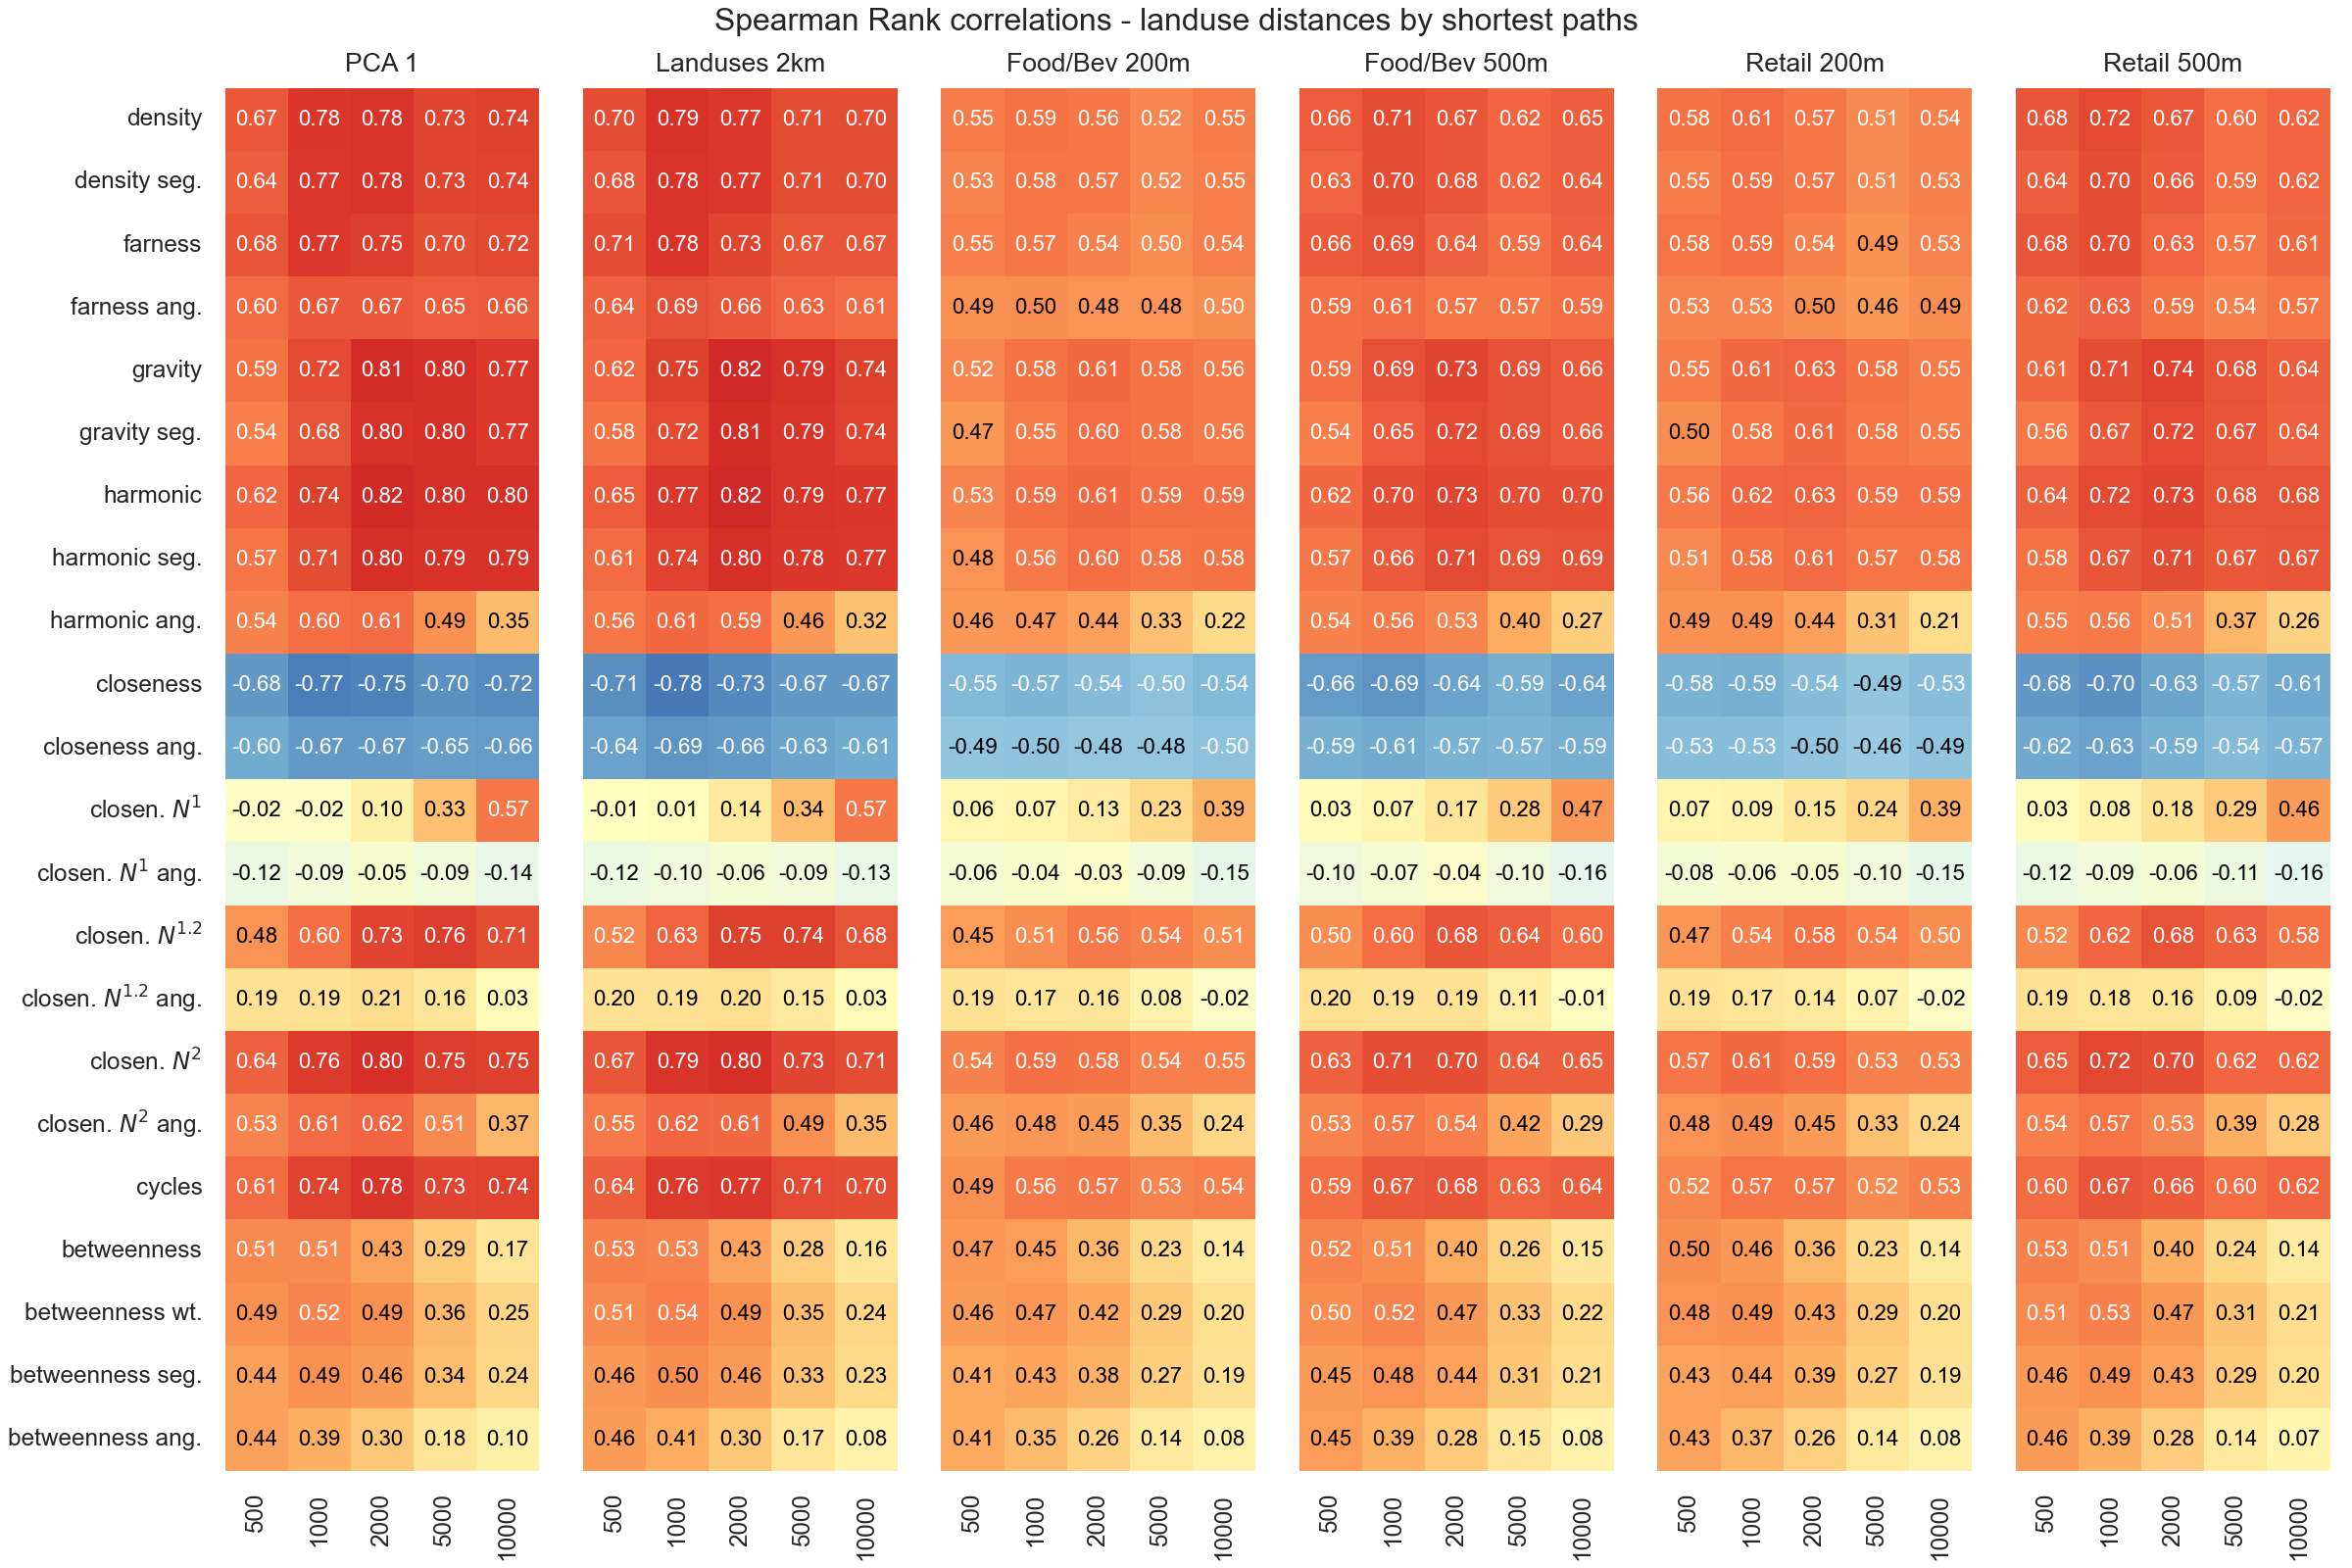 Spearman Rank correlations - landuse distances by shortest paths
PCA 1 Landuses 2km Food/Bev 200m Food/Bev 500m Retail 200m Retail 500m
density 0.67 0.78 0.78 0.73 0.74 0.70 0.79 0.77 0.71 0.70 0.55 0.59 0.56 0.52 0.55 0.66 0.71 0.67 0.62 0.65 0.58 0.61 0.57 0.51 0.54 0.68 0.72 0.67 0.60 0.62
density seg. 0.64 0.77 0.78 0.73 0.74 0.68 0.78 0.77 0.71 0.70 0.53 0.58 0.57 0.52 0.55 0.63 0.70 0.68 0.62 0.64 0.55 0.59 0.57 0.51 0.53 0.64 0.70 0.66 0.59 0.62
farness 0.68 0.77 0.75 0.70 0.72 0.71 0.78 0.73 0.67 0.67 0.55 0.57 0.54 0.50 0.54 0.66 0.69 0.64 0.59 0.64 0.58 0.59 0.54 0.49 0.53 0.68 0.70 0.63 0.57 0.61
farness ang. 0.60 0.67 0.67 0.65 0.66 0.64 0.69 0.66 0.63 0.61 0.49 0.50 0.48 0.48 0.50 0.59 0.61 0.57 0.57 0.59 0.53 0.53 0.50 0.46 0.49 0.62 0.63 0.59 0.54 0.57
gravity 0.59 0.72 0.81 0.80 0.77 0.62 0.75 0.82 0.79 0.74 0.52 0.58 0.61 0.58 0.56 0.59 0.69 0.73 0.69 0.66 0.55 0.61 0.63 0.58 0.55 0.61 0.71 0.74 0.68 0.64
gravity seg. 0.54 0.68 0.80 0.80 0.77 0.58 0.72 0.81 0.79 0.74 0.47 0.55 0.60 0.58 0.56 0.54 0.65 0.72 0.69 0.66 0.50 0.58 0.61 0.58 0.55 0.56 0.67 0.72 0.67 0.64
harmonic 0.62 0.74 0.82 0.80 0.80 0.65 0.77 0.82 0.79 0.77 0.53 0.59 0.61 0.59 0.59 0.62 0.70 0.73 0.70 0.70 0.56 0.62 0.63 0.59 0.59 0.64 0.72 0.73 0.68 0.68
harmonic seg. 0.57 0.71 0.80 0.79 0.79 0.61 0.74 0.80 0.78 0.77 0.48 0.56 0.60 0.58 0.58 0.57 0.66 0.71 0.69 0.69 0.51 0.58 0.61 0.57 0.58 0.58 0.67 0.71 0.67 0.67
harmonic ang. 0.54 0.60 0.61 0.49 0.35 0.56 0.61 0.59 0.46 0.32 0.46 0.47 0.44 0.33 0.22 0.54 0.56 0.53 0.40 0.27 0.49 0.49 0.44 0.31 0.21 0.55 0.56 0.51 0.37 0.26
closeness -0.68 -0.77 -0.75 -0.70 -0.72 -0.71 -0.78 -0.73 -0.67 -0.67 -0.55 -0.57 -0.54 -0.50 -0.54 -0.66 -0.69 -0.64 -0.59 -0.64 -0.58 -0.59 -0.54 -0.49 -0.53 -0.68 -0.70 -0.63 -0.57 -0.61
closeness ang. -0.60 -0.67 -0.67 -0.65 -0.66 -0.64 -0.69 -0.66 -0.63 -0.61 -0.49 -0.50 -0.48 -0.48 -0.50 -0.59 -0.61 -0.57 -0.57 -0.59 -0.53 -0.53 -0.50 -0.46 -0.49 -0.62 -0.63 -0.59 -0.54 -0.57
closen. N¹ -0.02 -0.02 0.10 0.33 0.57 -0.01 0.01 0.14 0.34 0.57 0.06 0.07 0.13 0.23 0.39 0.03 0.07 0.17 0.28 0.47 0.07 0.09 0.15 0.24 0.39 0.03 0.08 0.18 0.29 0.46
closen. N¹ ang. -0.12 -0.09 -0.05 -0.09 -0.14 -0.12 -0.10 -0.06 -0.09 -0.13 -0.06 -0.04 -0.03 -0.09 -0.15 -0.10 -0.07 -0.04 -0.10 -0.16 -0.08 -0.06 -0.05 -0.10 -0.15 -0.12 -0.09 -0.06 -0.11 -0.16
closen. N^1.2 0.48 0.60 0.73 0.76 0.71 0.52 0.63 0.75 0.74 0.68 0.45 0.51 0.56 0.54 0.51 0.50 0.60 0.68 0.64 0.60 0.47 0.54 0.58 0.54 0.50 0.52 0.62 0.68 0.63 0.58
closen. N^1.2 ang. 0.19 0.19 0.21 0.16 0.03 0.20 0.19 0.20 0.15 0.03 0.19 0.17 0.16 0.08 -0.02 0.20 0.19 0.19 0.11 -0.01 0.19 0.17 0.14 0.07 -0.02 0.19 0.18 0.16 0.09 -0.02
closen. N² 0.64 0.76 0.80 0.75 0.75 0.67 0.79 0.80 0.73 0.71 0.54 0.59 0.58 0.54 0.55 0.63 0.71 0.70 0.64 0.65 0.57 0.61 0.59 0.53 0.53 0.65 0.72 0.70 0.62 0.62
closen. N² ang. 0.53 0.61 0.62 0.51 0.37 0.55 0.62 0.61 0.49 0.35 0.46 0.48 0.45 0.35 0.24 0.53 0.57 0.54 0.42 0.29 0.48 0.49 0.45 0.33 0.24 0.54 0.57 0.53 0.39 0.28
cycles 0.61 0.74 0.78 0.73 0.74 0.64 0.76 0.77 0.71 0.70 0.49 0.56 0.57 0.53 0.54 0.59 0.67 0.68 0.63 0.64 0.52 0.57 0.57 0.52 0.53 0.60 0.67 0.66 0.60 0.62
betweenness 0.51 0.51 0.43 0.29 0.17 0.53 0.53 0.43 0.28 0.16 0.47 0.45 0.36 0.23 0.14 0.52 0.51 0.40 0.26 0.15 0.50 0.46 0.36 0.23 0.14 0.53 0.51 0.40 0.24 0.14
betweenness wt. 0.49 0.52 0.49 0.36 0.25 0.51 0.54 0.49 0.35 0.24 0.46 0.47 0.42 0.29 0.20 0.50 0.52 0.47 0.33 0.22 0.48 0.49 0.43 0.29 0.20 0.51 0.53 0.47 0.31 0.21
betweenness seg. 0.44 0.49 0.46 0.34 0.24 0.46 0.50 0.46 0.33 0.23 0.41 0.43 0.38 0.27 0.19 0.45 0.48 0.44 0.31 0.21 0.43 0.44 0.39 0.27 0.19 0.46 0.49 0.43 0.29 0.20
betweenness ang. 0.44 0.39 0.30 0.18 0.10 0.46 0.41 0.30 0.17 0.08 0.41 0.35 0.26 0.14 0.08 0.45 0.39 0.28 0.15 0.08 0.43 0.37 0.26 0.14 0.08 0.46 0.39 0.28 0.14 0.07
500 1000 2000 5000 10000 500 1000 2000 5000 10000 500 1000 2000 5000 10000 500 1000 2000 5000 10000 500 1000 2000 5000 10000 500 1000 2000 5000 10000